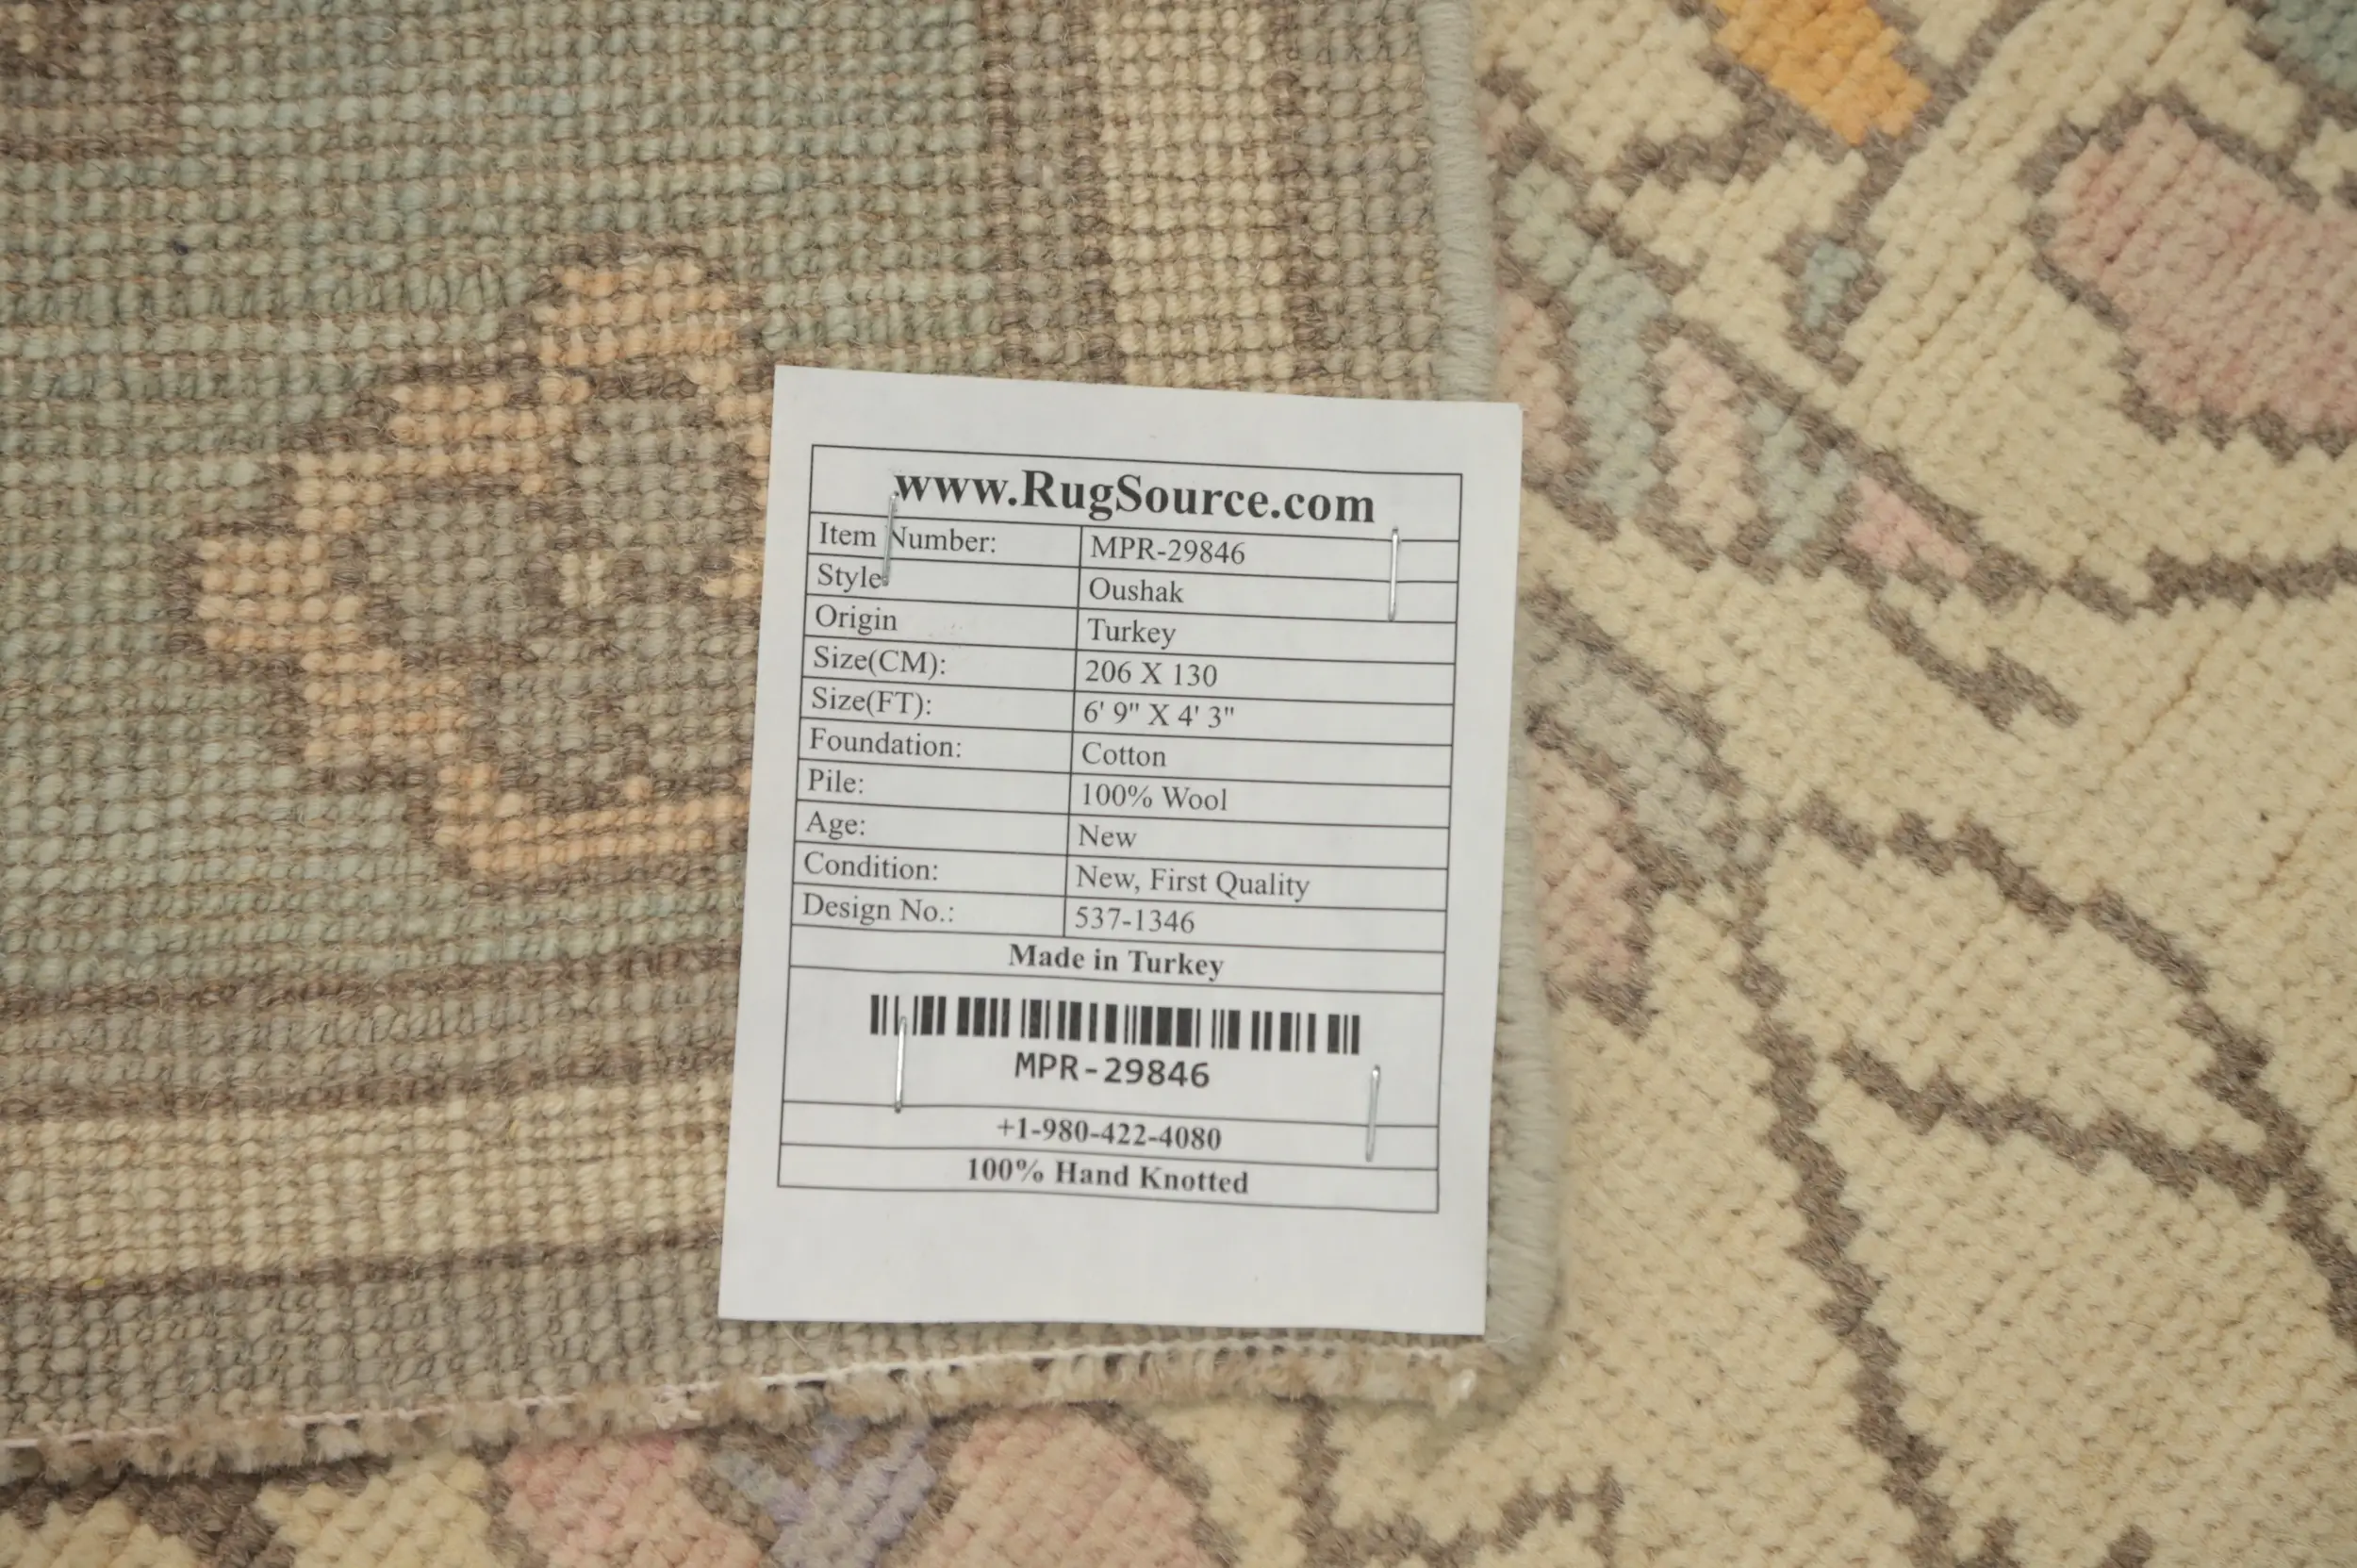 www.RugSource.com
Item Number: MPR-29846
Style: Oushak
Origin Turkey
Size(CM): 206 X 130
Size(FT): 6' 9" X 4' 3"
Foundation: Cotton
Pile: 100% Wool
Age: New
Condition: New, First Quality
Design No.: 537-1346
Made in Turkey
MPR-29846
+1-980-422-4080
100% Hand Knotted